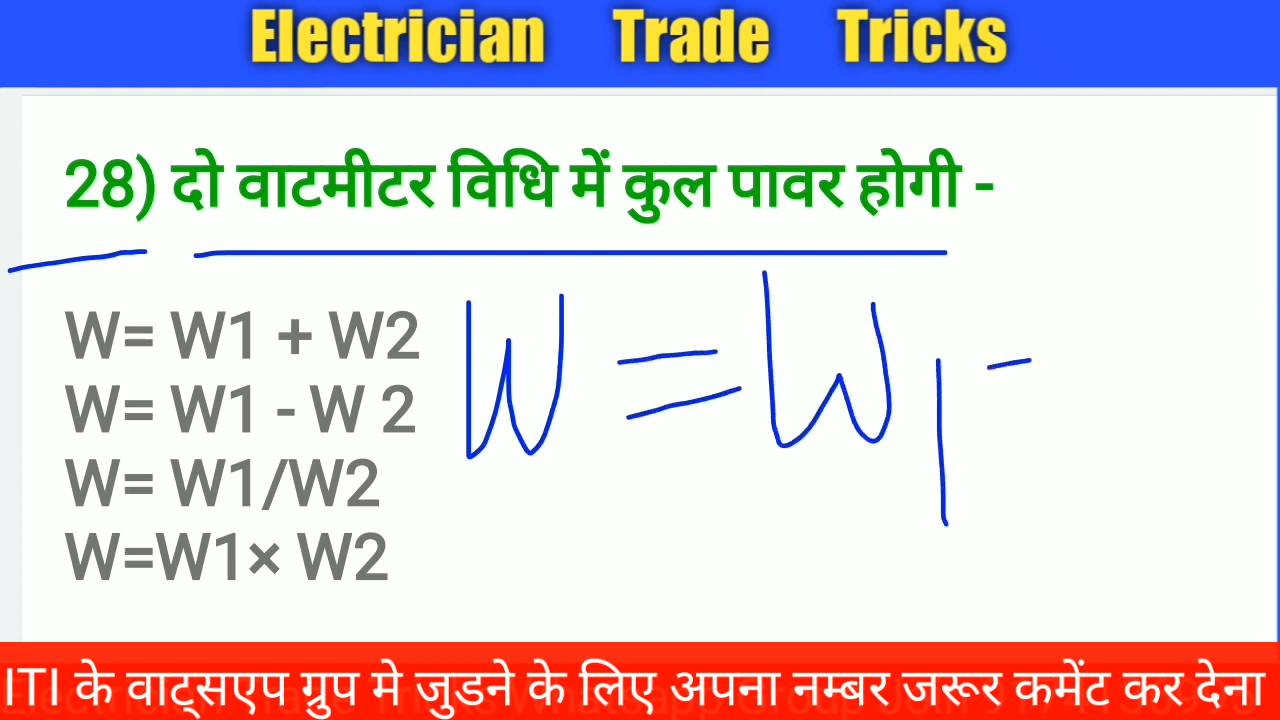 Electrician Trade Tricks
28) दो वाटमीटर विधि में कुल पावर होगी -
W= W1 + W2
W = W1 -
W= W1 - W 2
W= W1/W2
W=W1× W2
ITI के वाट्सएप ग्रुप मे जुडने के लिए अपना नम्बर जरूर कमेंट कर देना